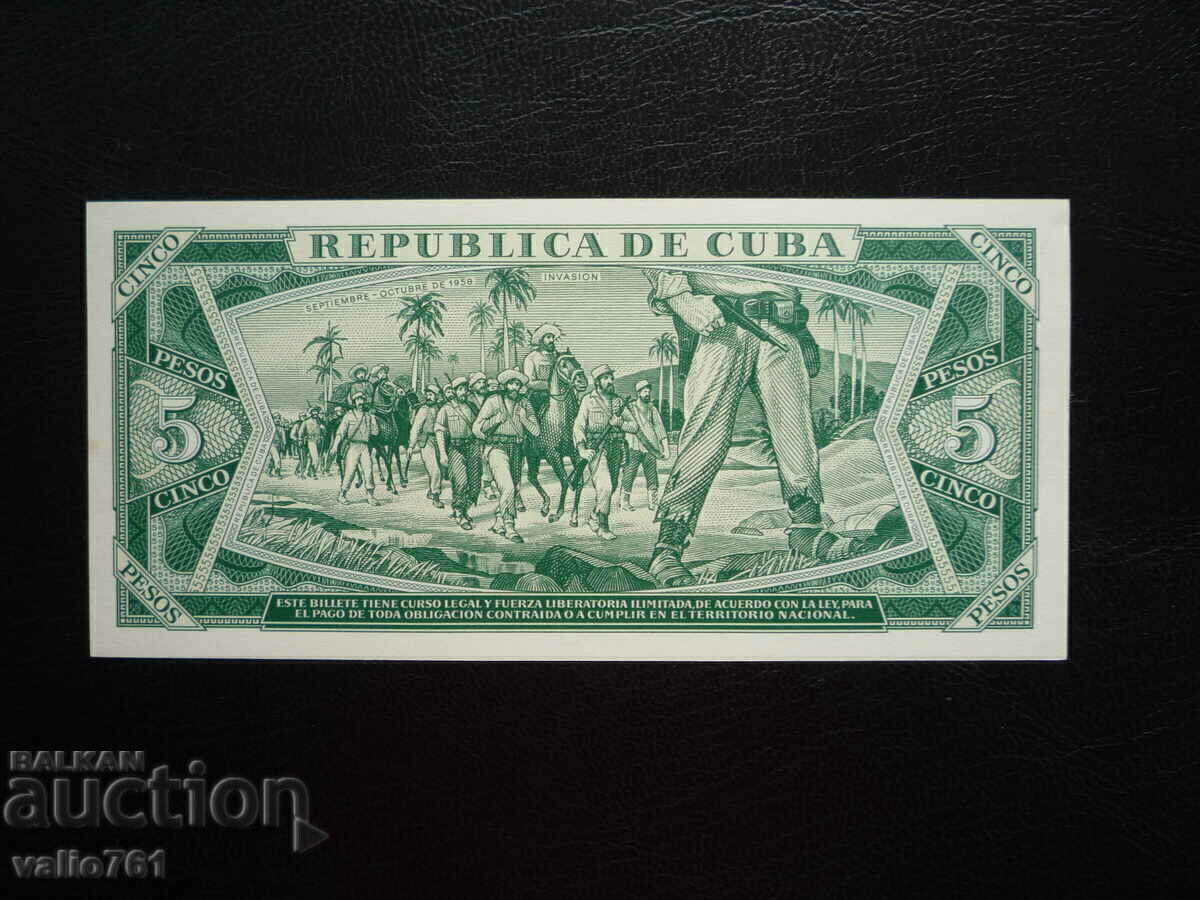 REPUBLICA DE CUBA
CINCO
CINCO
SEPTIEMBRE - OCTUBRE DE 1958
INVASION
PESOS
5
CINCO
PESOS
5
CINCO
PESOS
PESOS
ESTE BILLETE TIENE CURSO LEGAL Y FUERZA LIBERATORIA ILIMITADA, DE ACUERDO CON LA LEY, PARA
EL PAGO DE TODA OBLIGACION CONTRAIDA O A CUMPLIR EN EL TERRITORIO NACIONAL.
BALKAN
auction
valio761